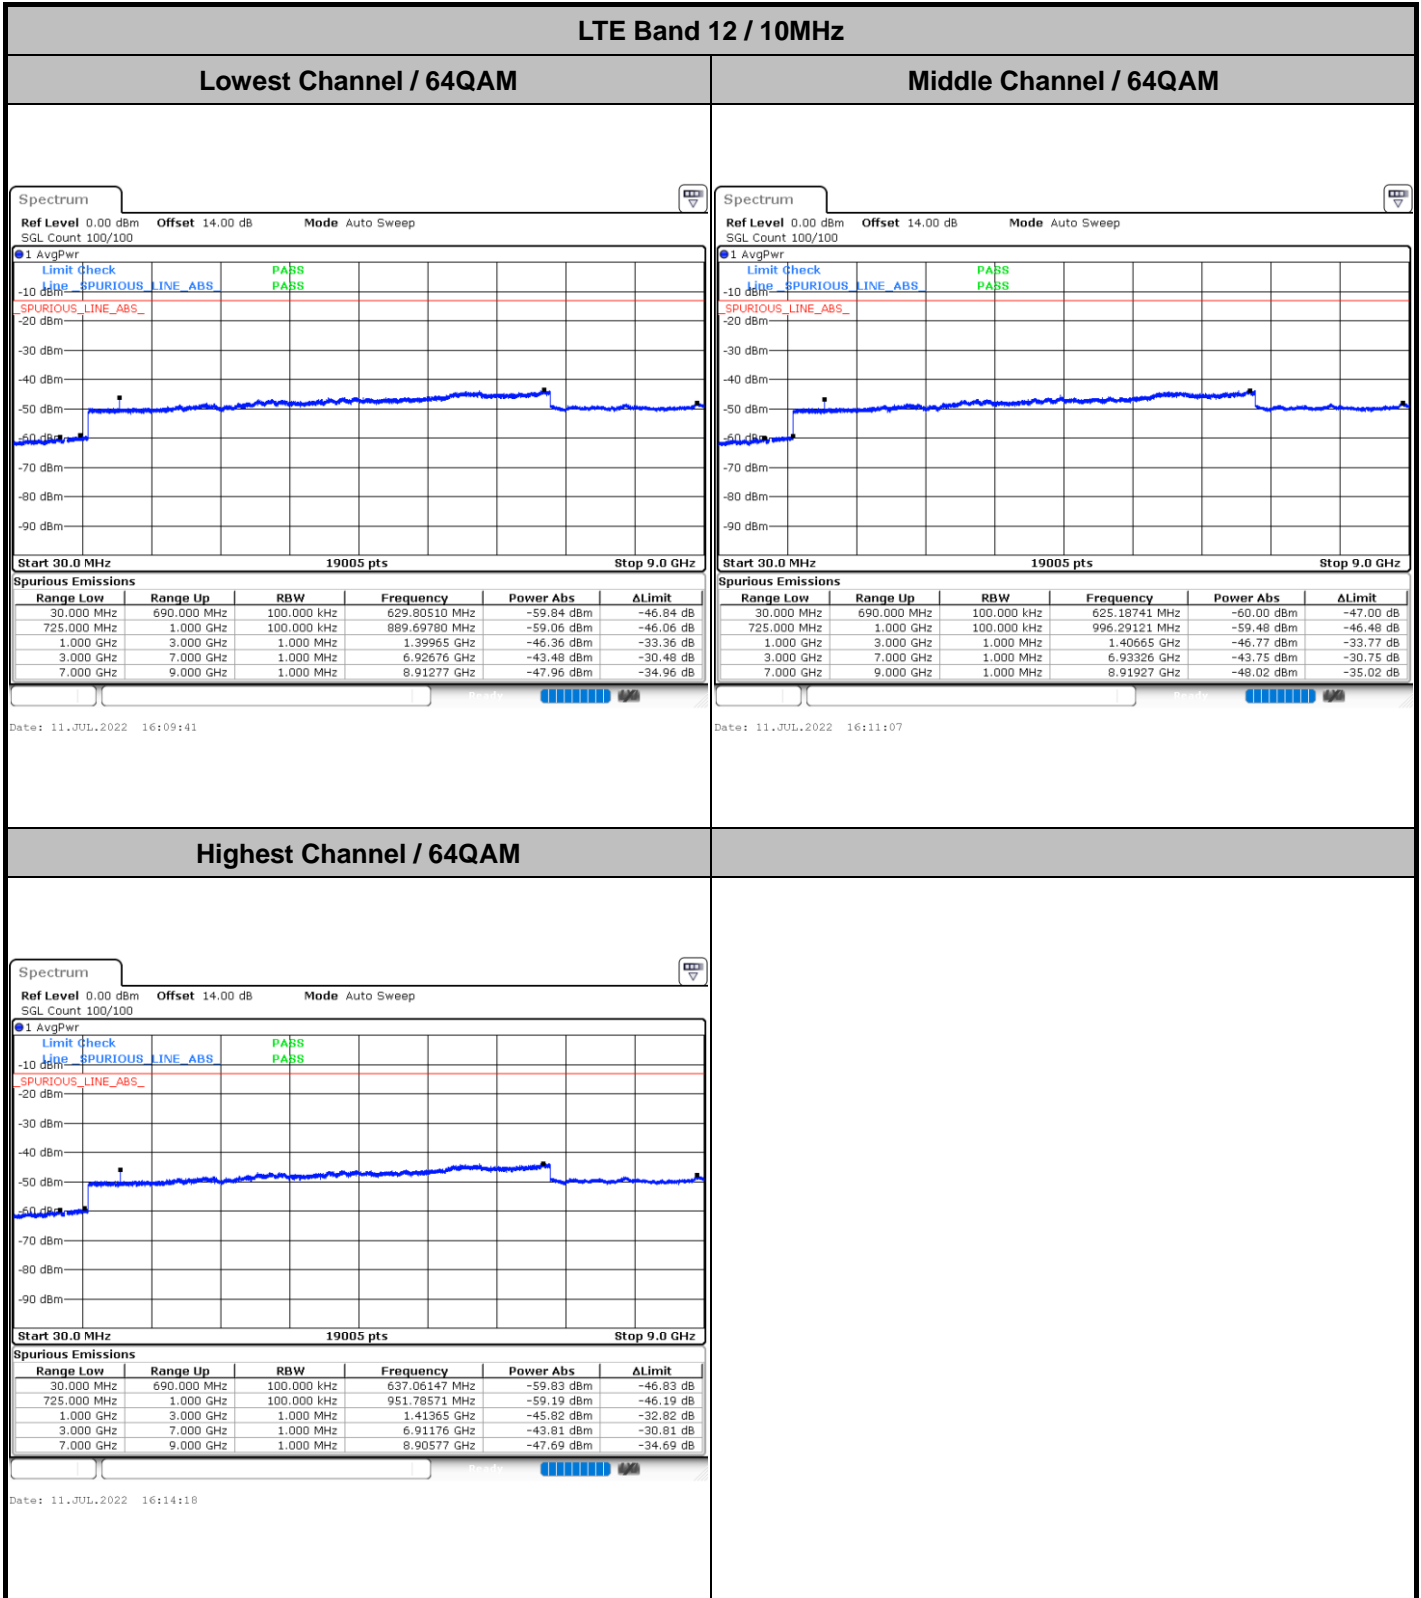 LTE Band 12 / 10MHz
Lowest Channel / 64QAM
Middle Channel / 64QAM
Spectrum
Ref Level 0.00 dBm Offset 14.00 dB Mode Auto Sweep
SGL Count 100/100
1 AvgPwr
Limit Check PASS
Line _SPURIOUS_LINE_ABS_ PASS
-10 dBm
_SPURIOUS_LINE_ABS_
-20 dBm
-30 dBm
-40 dBm
-50 dBm
-60 dBm
-70 dBm
-80 dBm
-90 dBm
Start 30.0 MHz 19005 pts Stop 9.0 GHz
Spurious Emissions
Range Low Range Up RBW Frequency Power Abs ΔLimit
30.000 MHz 690.000 MHz 100.000 kHz 629.80510 MHz -59.84 dBm -46.84 dB
725.000 MHz 1.000 GHz 100.000 kHz 889.69780 MHz -59.06 dBm -46.06 dB
1.000 GHz 3.000 GHz 1.000 MHz 1.39965 GHz -46.36 dBm -33.36 dB
3.000 GHz 7.000 GHz 1.000 MHz 6.92676 GHz -43.48 dBm -30.48 dB
7.000 GHz 9.000 GHz 1.000 MHz 8.91277 GHz -47.96 dBm -34.96 dB
Ready
Date: 11.JUL.2022 16:09:41
Spectrum
Ref Level 0.00 dBm Offset 14.00 dB Mode Auto Sweep
SGL Count 100/100
1 AvgPwr
Limit Check PASS
Line _SPURIOUS_LINE_ABS_ PASS
-10 dBm
_SPURIOUS_LINE_ABS_
-20 dBm
-30 dBm
-40 dBm
-50 dBm
-60 dBm
-70 dBm
-80 dBm
-90 dBm
Start 30.0 MHz 19005 pts Stop 9.0 GHz
Spurious Emissions
Range Low Range Up RBW Frequency Power Abs ΔLimit
30.000 MHz 690.000 MHz 100.000 kHz 625.18741 MHz -60.00 dBm -47.00 dB
725.000 MHz 1.000 GHz 100.000 kHz 996.29121 MHz -59.48 dBm -46.48 dB
1.000 GHz 3.000 GHz 1.000 MHz 1.40665 GHz -46.77 dBm -33.77 dB
3.000 GHz 7.000 GHz 1.000 MHz 6.93326 GHz -43.75 dBm -30.75 dB
7.000 GHz 9.000 GHz 1.000 MHz 8.91927 GHz -48.02 dBm -35.02 dB
Ready
Date: 11.JUL.2022 16:11:07
Highest Channel / 64QAM
Spectrum
Ref Level 0.00 dBm Offset 14.00 dB Mode Auto Sweep
SGL Count 100/100
1 AvgPwr
Limit Check PASS
Line _SPURIOUS_LINE_ABS_ PASS
-10 dBm
_SPURIOUS_LINE_ABS_
-20 dBm
-30 dBm
-40 dBm
-50 dBm
-60 dBm
-70 dBm
-80 dBm
-90 dBm
Start 30.0 MHz 19005 pts Stop 9.0 GHz
Spurious Emissions
Range Low Range Up RBW Frequency Power Abs ΔLimit
30.000 MHz 690.000 MHz 100.000 kHz 637.06147 MHz -59.83 dBm -46.83 dB
725.000 MHz 1.000 GHz 100.000 kHz 951.78571 MHz -59.19 dBm -46.19 dB
1.000 GHz 3.000 GHz 1.000 MHz 1.41365 GHz -45.82 dBm -32.82 dB
3.000 GHz 7.000 GHz 1.000 MHz 6.91176 GHz -43.81 dBm -30.81 dB
7.000 GHz 9.000 GHz 1.000 MHz 8.90577 GHz -47.69 dBm -34.69 dB
Ready
Date: 11.JUL.2022 16:14:18